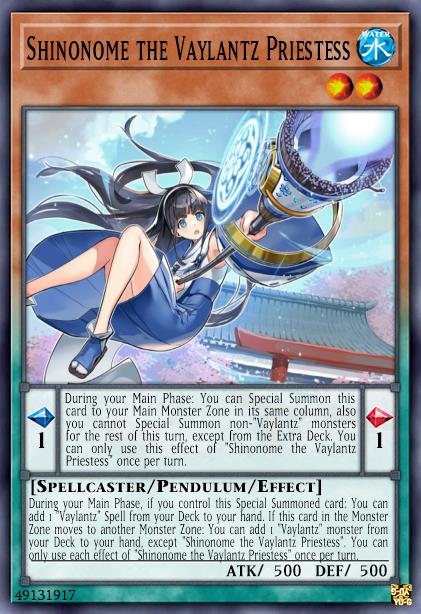 SHINONOME THE VAYLANTZ PRIESTESS
WATER
水
During your Main Phase: You can Special Summon this
card to your Main Monster Zone in its same column, also
you cannot Special Summon non-"Vaylantz" monsters
for the rest of this turn, except from the Extra Deck. You
can only use this effect of "Shinonome the Vaylantz
Priestess" once per turn.
1
1
[SPELLCASTER/PENDULUM/EFFECT]
During your Main Phase, if you control this Special Summoned card: You can
add 1 "Vaylantz" Spell from your Deck to your hand. If this card in the Monster
Zone moves to another Monster Zone: You can add 1 "Vaylantz" monster from
your Deck to your hand, except "Shinonome the Vaylantz Priestess". You can
only use each effect of "Shinonome the Vaylantz Priestess" once per turn.
ATK/ 500 DEF/ 500
49131917